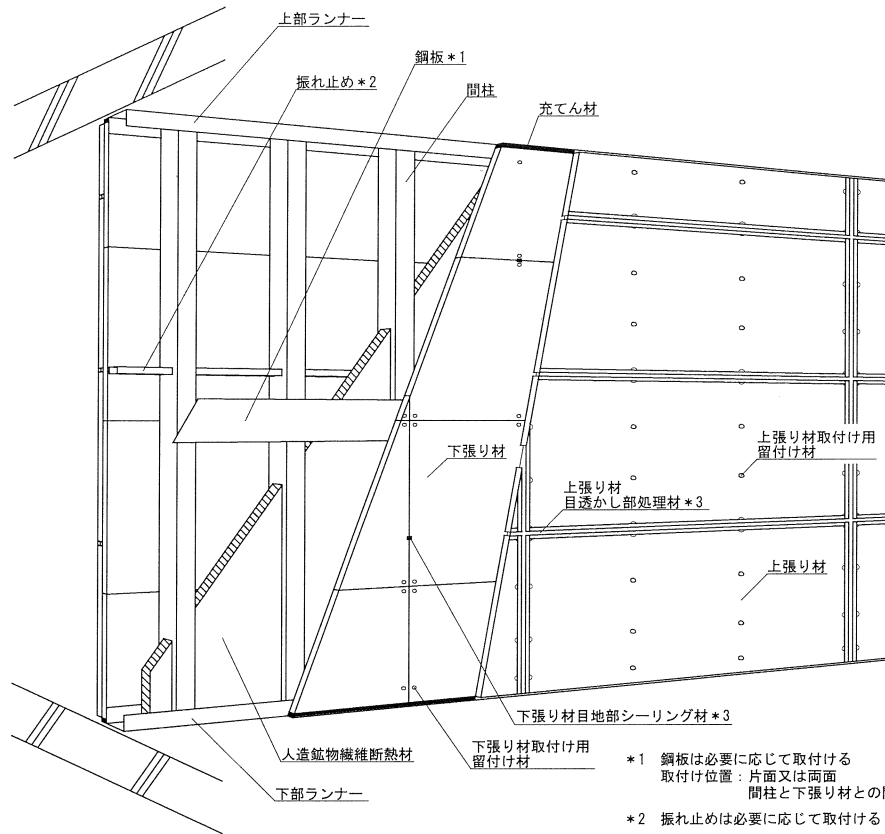 上部ランナー
鋼板*1
振れ止め*2
間柱
充てん材
下張り材
上張り材取付け用
留付け材
上張り材
目透かし部処理材*3
上張り材
下張り材目地部シーリング材*3
人造鉱物繊維断熱材
下張り材取付け用
留付け材
下部ランナー
*1 鋼板は必要に応じて取付ける
取付け位置:片面又は両面
間柱と下張り材との
*2 振れ止めは必要に応じて取付ける